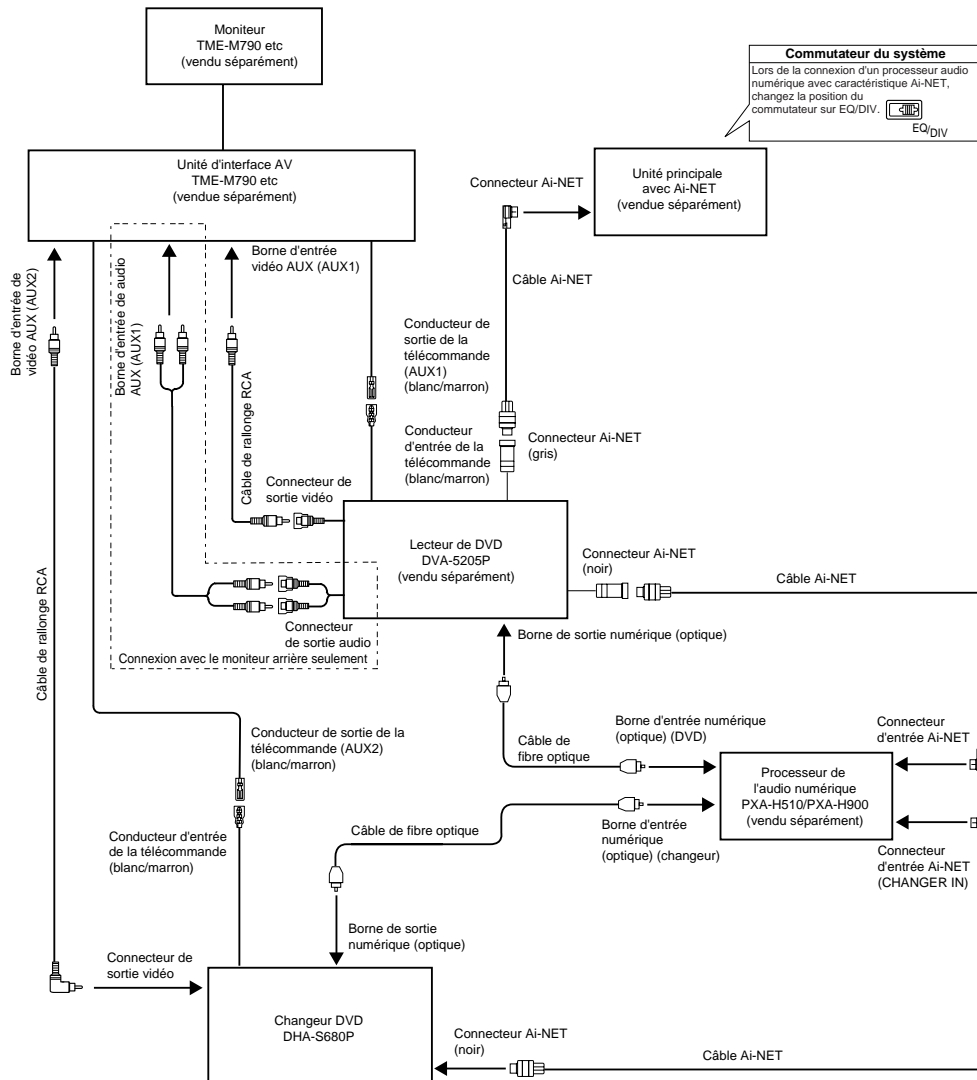 Moniteur
TME-M790 etc
(vendu séparément)
Commutateur du système
Lors de la connexion d'un processeur audio
numérique avec caractéristique Ai-NET,
changez la position du
commutateur sur EQ/DIV.
EQ/DIV
Unité d'interface AV
TME-M790 etc
(vendue séparément)
Connecteur Ai-NET
Unité principale
avec Ai-NET
(vendue séparément)
Borne d'entrée de
vidéo AUX (AUX2)
Borne d'entrée de audio
AUX (AUX1)
Borne d'entrée
vidéo AUX (AUX1)
Câble Ai-NET
Câble de rallonge RCA
Conducteur de
sortie de la
télécommande
(AUX1)
(blanc/marron)
Conducteur
d'entrée de la
télécommande
(blanc/marron)
Connecteur Ai-NET
(gris)
Connecteur de
sortie vidéo
Lecteur de DVD
DVA-5205P
(vendu séparément)
Connecteur Ai-NET
(noir)
Câble Ai-NET
Câble de rallonge RCA
Connecteur
de sortie audio
Connexion avec le moniteur arrière seulement
Borne de sortie numérique (optique)
Conducteur de sortie de la
télécommande (AUX2)
(blanc/marron)
Câble de
fibre optique
Borne d'entrée numérique
(optique) (DVD)
Connecteur
d'entrée Ai-NET
Processeur de
l'audio numérique
PXA-H510/PXA-H900
(vendu séparément)
Conducteur d'entrée
de la télécommande
(blanc/marron)
Câble de fibre optique
Borne d'entrée
numérique
(optique) (changeur)
Connecteur
d'entrée Ai-NET
(CHANGER IN)
Borne de sortie
numérique (optique)
Connecteur de
sortie vidéo
Changeur DVD
DHA-S680P
Connecteur Ai-NET
(noir)
Câble Ai-NET